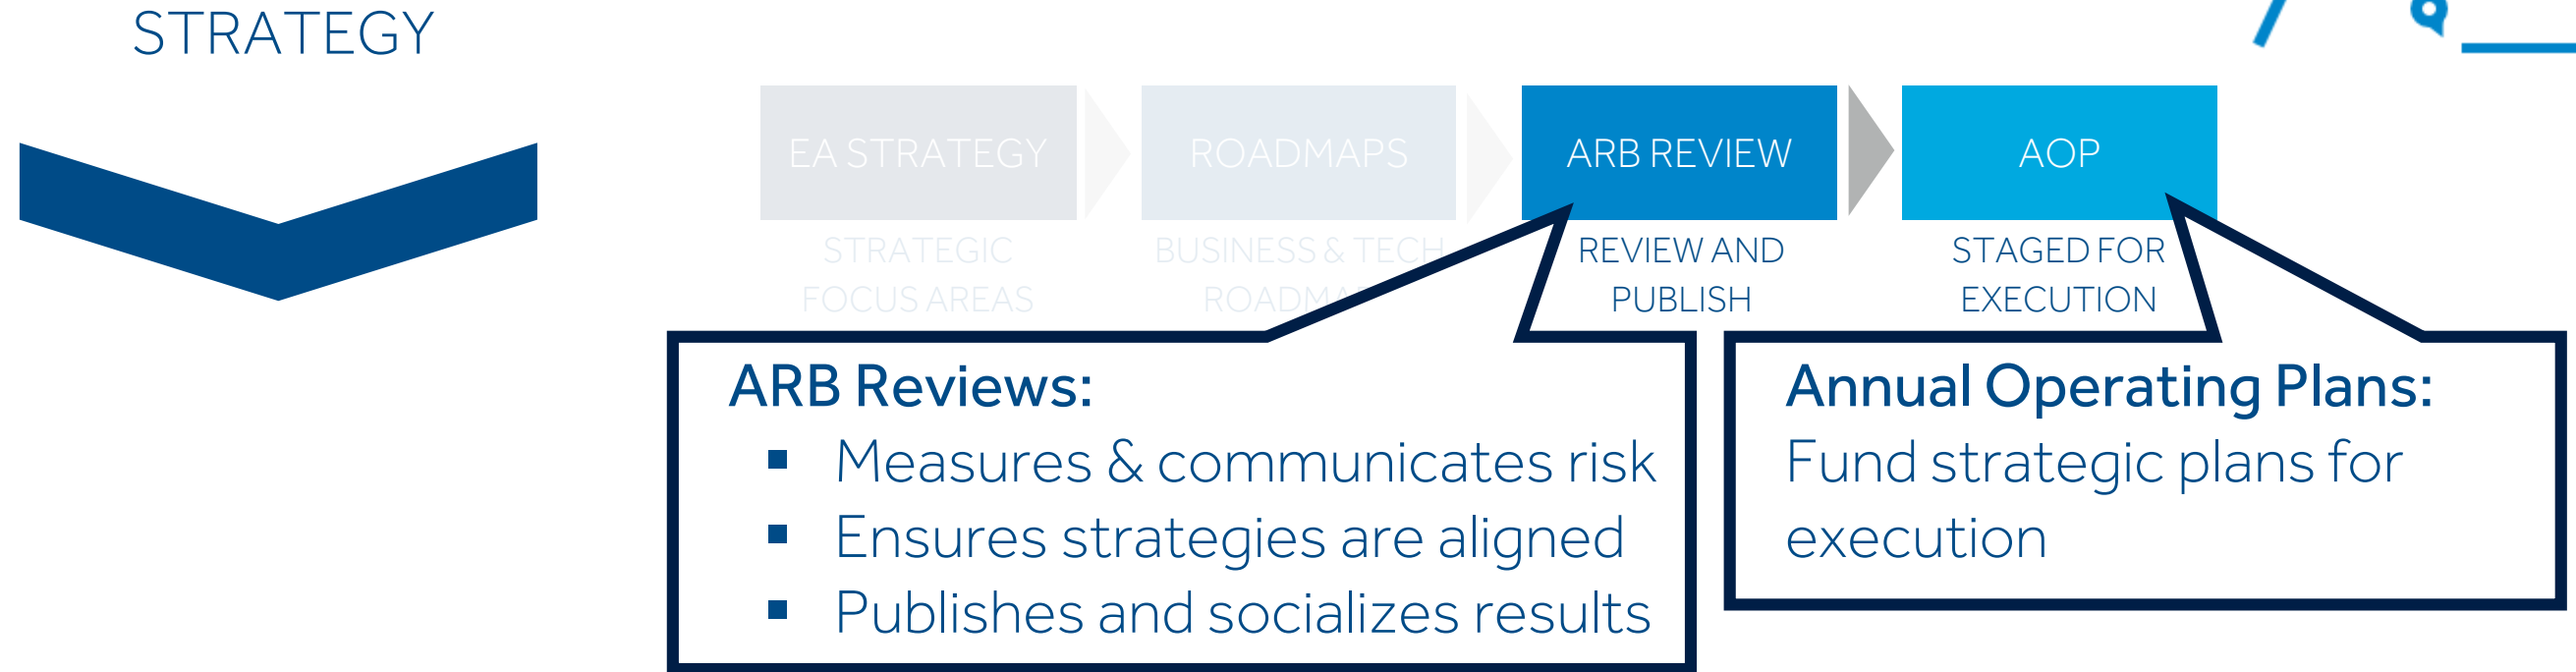 STRATEGY
EA STRATEGY
ROADMAPS
ARB REVIEW
AOP
STRATEGIC
FOCUS AREAS
BUSINESS & TECH
REVIEW AND
PUBLISH
STAGED FOR
EXECUTION
ARB Reviews:
▪ Measures & communicates risk
▪ Ensures strategies are aligned
▪ Publishes and socializes results
Annual Operating Plans:
Fund strategic plans for
execution